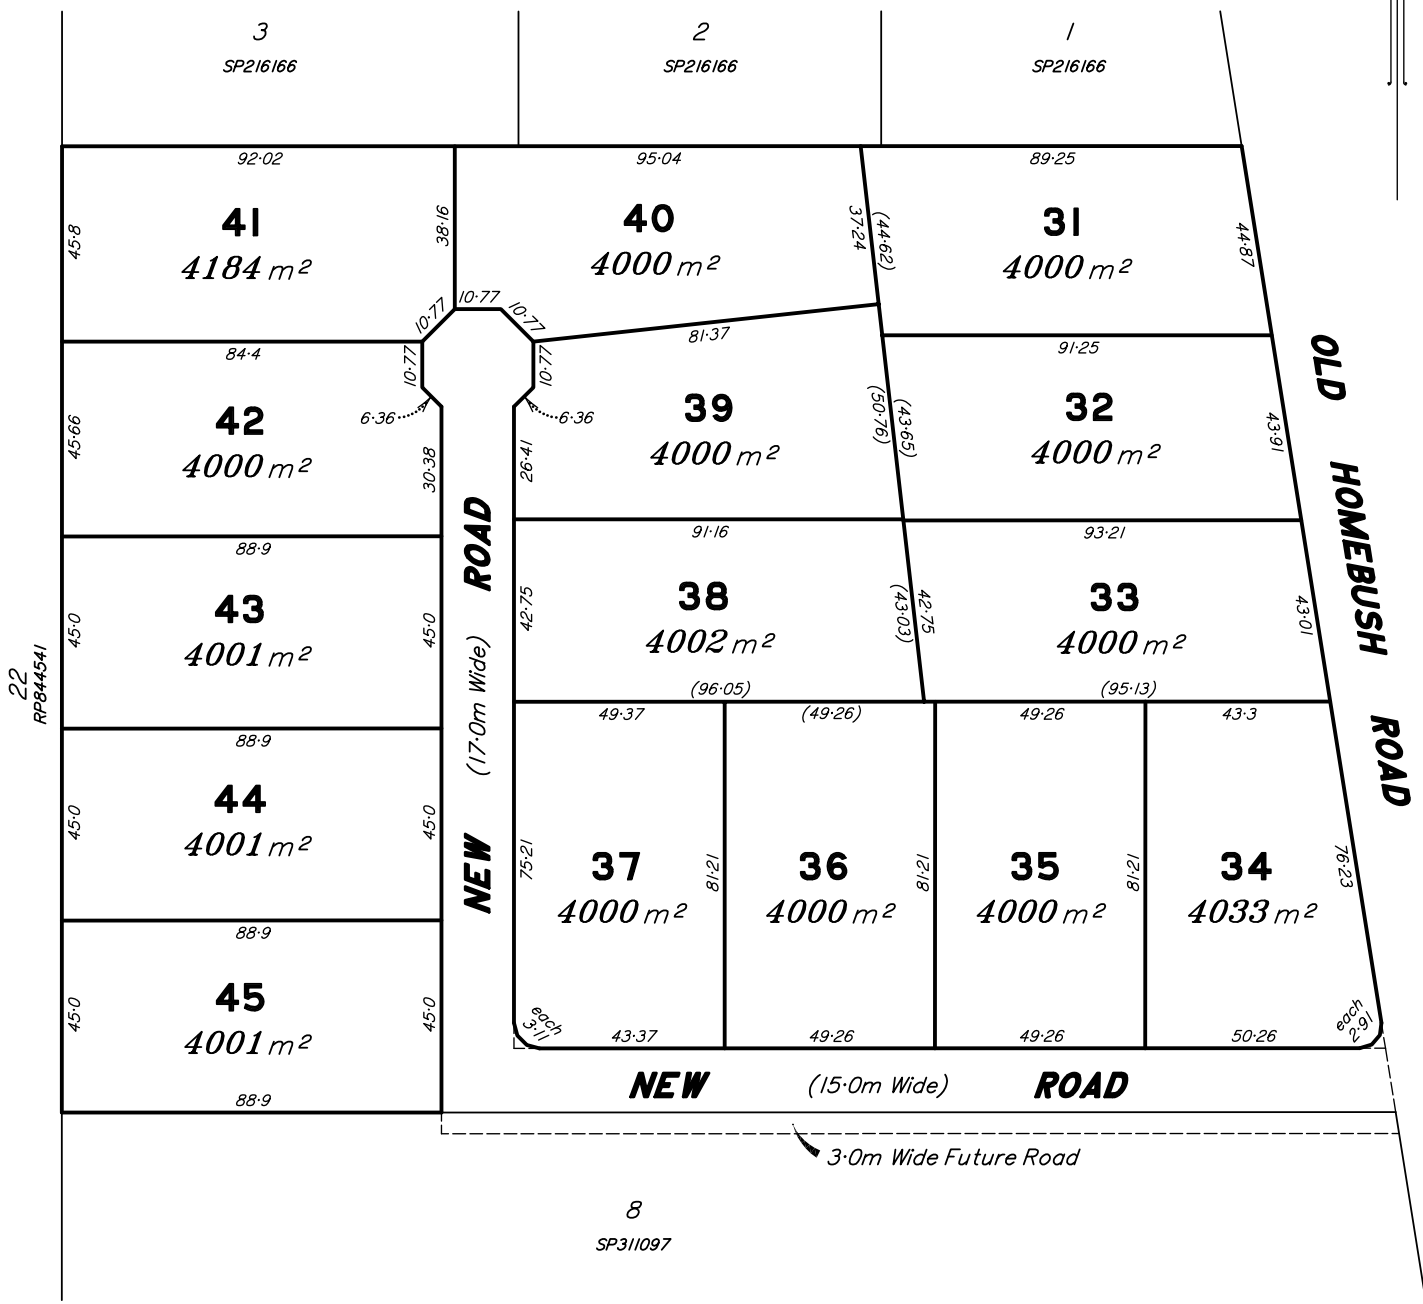 3
SP216166
2
SP216166
1
SP216166
92·02
95·04
89·25
45·8
41
4184 m²
38·16
40
4000 m²
37·24
(44·62)
31
4000 m²
44·87
10·77
10·77
10·77
10·77
10·77
81·37
84·4
91·25
6·36
6·36
45·66
42
4000 m²
30·38
26·41
39
4000 m²
(50·76)
(43·65)
32
4000 m²
43·91
OLD HOMEBUSH ROAD
88·9
91·16
93·21
45·0
43
4001 m²
45·0
NEW (17·0m Wide) ROAD
42·75
38
4002 m²
(43·03)
42·75
33
4000 m²
43·01
(96·05)
(95·13)
22
RP844541
88·9
49·37
(49·26)
49·26
43·3
45·0
44
4001 m²
45·0
75·21
37
4000 m²
81·21
36
4000 m²
81·21
35
4000 m²
81·21
34
4033 m²
76·23
88·9
45·0
45
4001 m²
45·0
each
3·11
43·37
49·26
49·26
50·26
each
2·91
88·9
NEW (15·0m Wide) ROAD
3·0m Wide Future Road
8
SP311097